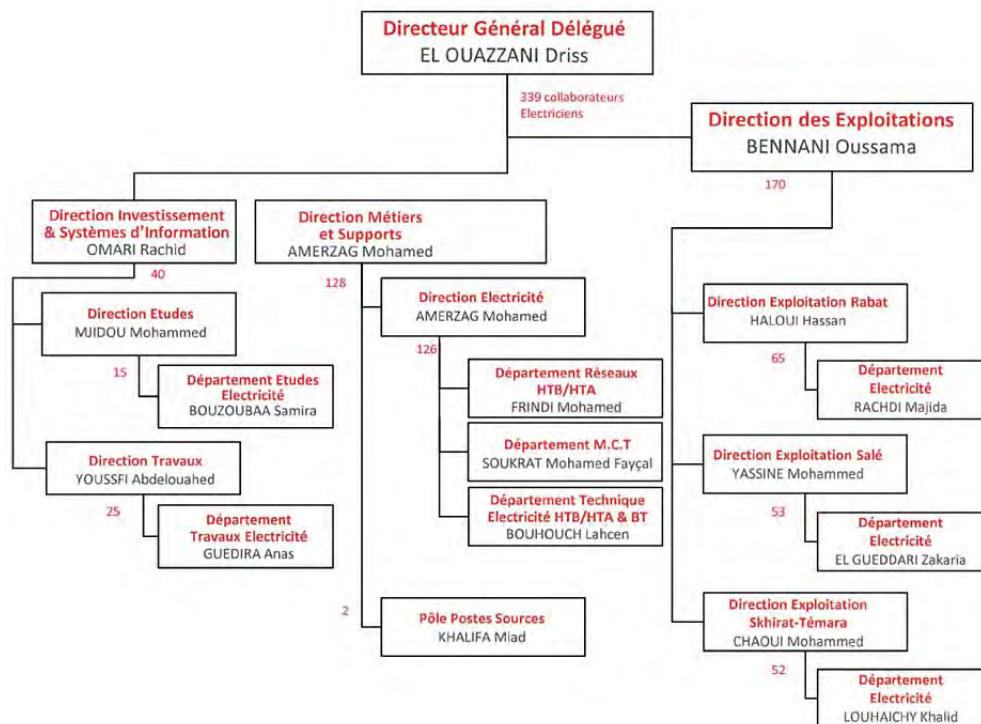 Directeur Général Délégué
EL OUAZZANI Driss
339 collaborateurs
Electriciens
Direction des Exploitations
BENNANI Oussama
170
Direction Investissement
& Systèmes d'Information
OMARI Rachid
40
Direction Métiers
et Supports
AMERZAG Mohamed
128
Direction Etudes
MJIDOU Mohammed
15
Département Etudes
Electricité
BOUZOUBAA Samira
Direction Travaux
YOUSSFI Abdelouahed
25
Département
Travaux Electricité
GUEDIRA Anas
Direction Electricité
AMERZAG Mohamed
126
Département Réseaux
HTB/HTA
FRINDI Mohamed
Département M.C.T
SOUKRAT Mohamed Fayçal
Département Technique
Electricité HTB/HTA & BT
BOUHOUCH Lahcen
2
Pôle Postes Sources
KHALIFA Miad
Direction Exploitation Rabat
HALOUI Hassan
65
Département
Electricité
RACHDI Majida
Direction Exploitation Salé
YASSINE Mohammed
53
Département
Electricité
EL GUEDDARI Zakaria
Direction Exploitation
Skhirat-Témara
CHAOUI Mohammed
52
Département
Electricité
LOUHAICHY Khalid